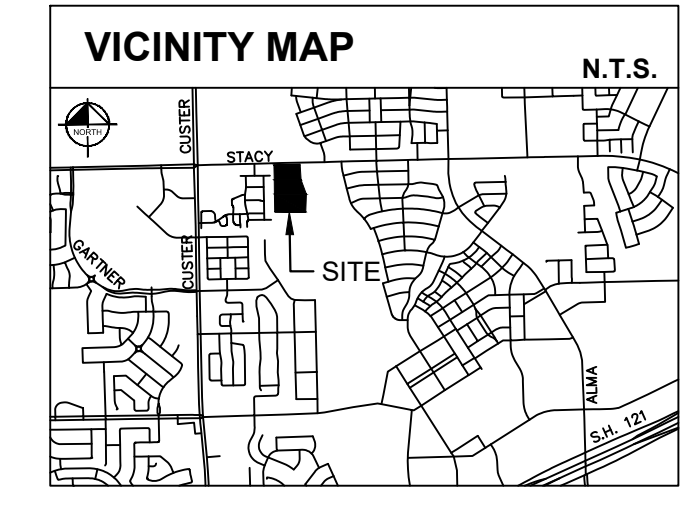 VICINITY MAP
N.T.S.
NORTH
CUSTER
STACY
SITE
GARTNER
CUSTER
ALMA
S.H. 121